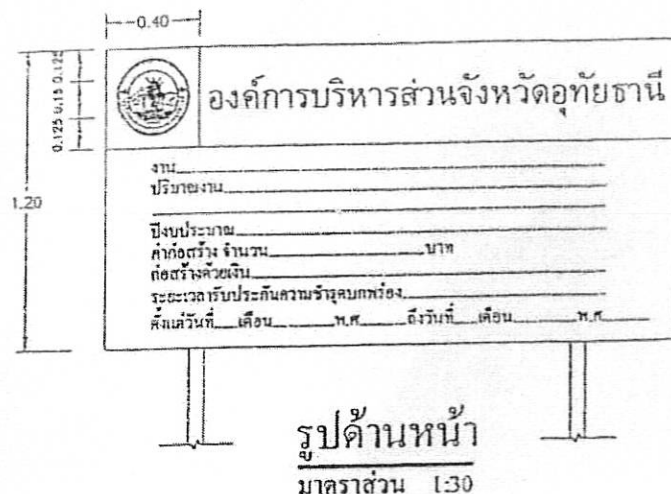 0.40
0.125 0.15 0.125
1.20
องค์การบริหารส่วนจังหวัดอุทัยธานี
งาน
ปริมาณงาน
ปีงบประมาณ
ค่าก่อสร้าง จำนวน บาท
ก่อสร้างด้วยเงิน
ระยะเวลารับประกันความชำรุดบกพร่อง
ตั้งแต่วันที่ เดือน พ.ศ. ถึงวันที่ เดือน พ.ศ.
รูปด้านหน้า
มาตราส่วน 1:30